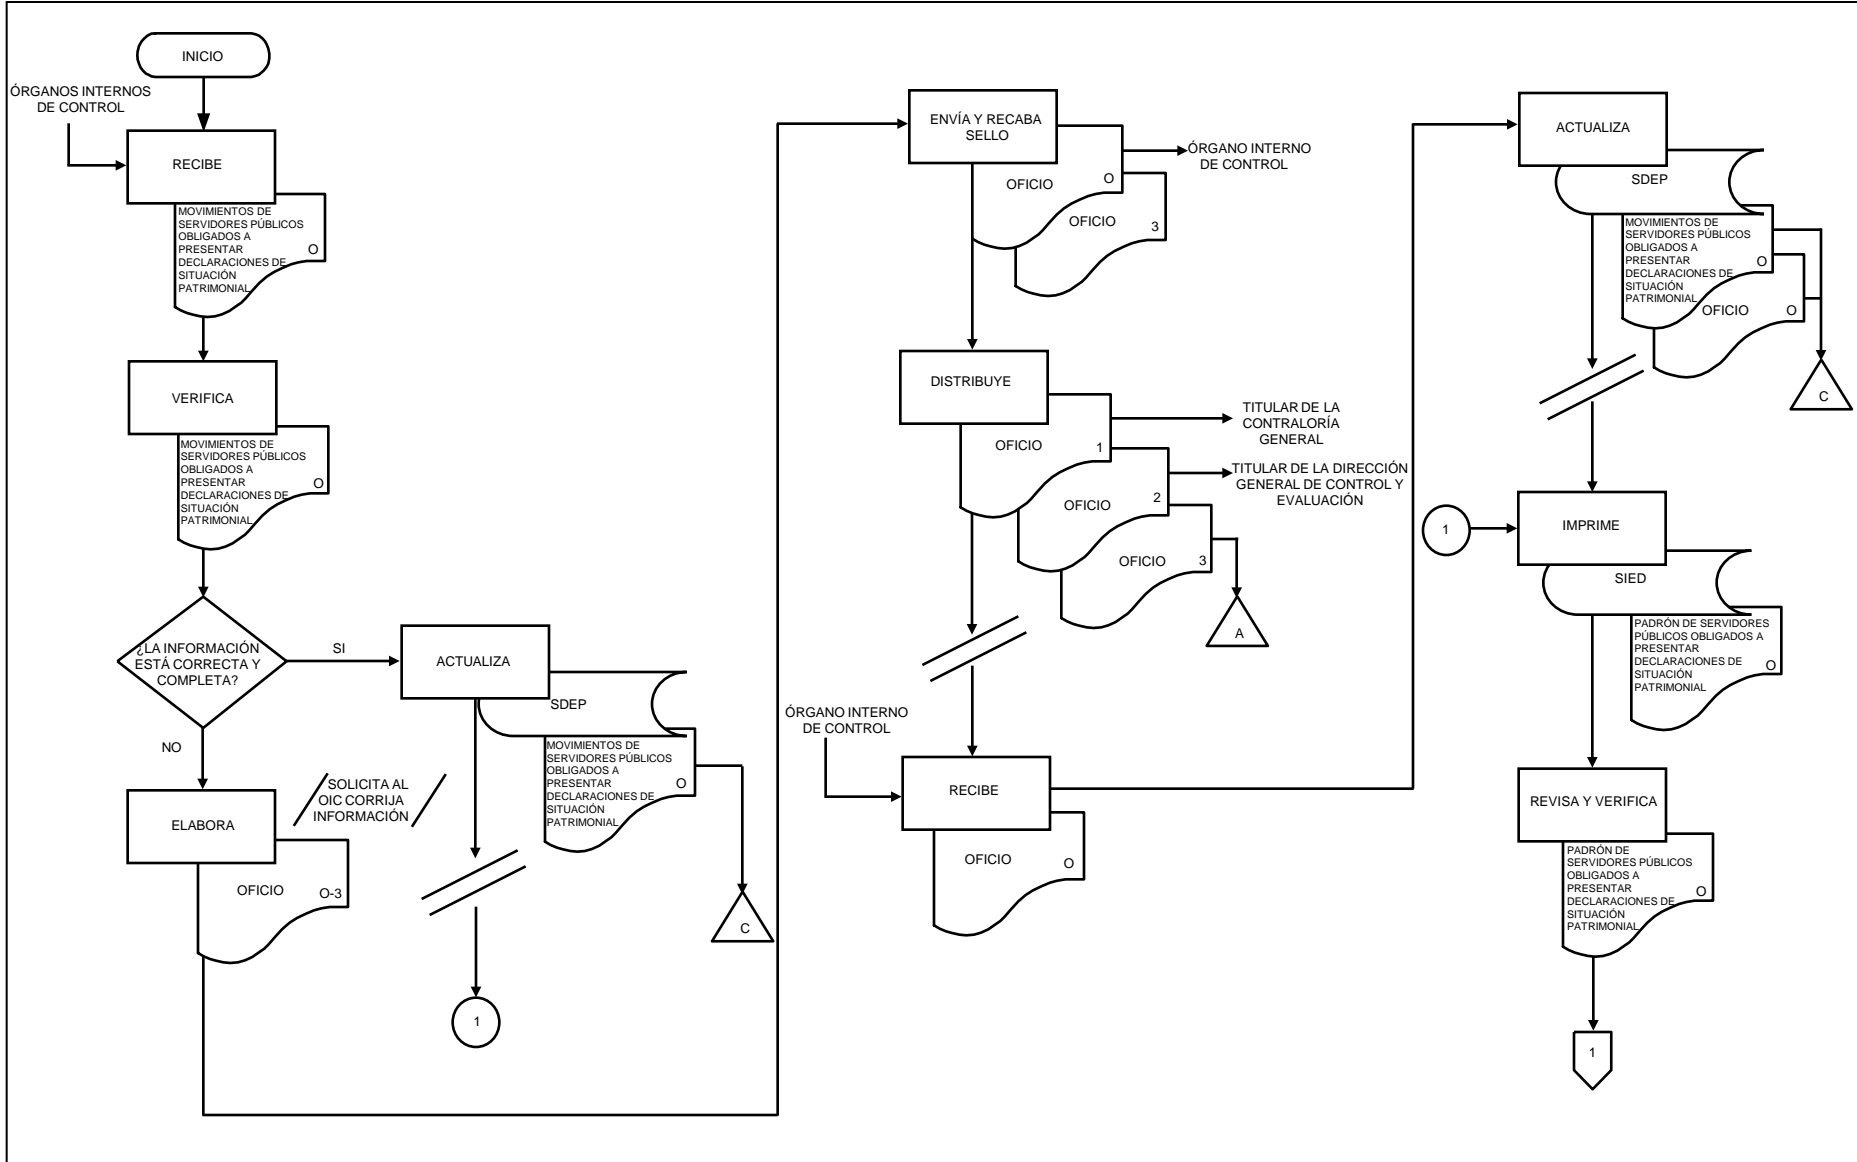 INICIO
ÓRGANOS INTERNOS
DE CONTROL
RECIBE
MOVIMIENTOS DE
SERVIDORES PÚBLICOS
OBLIGADOS A
PRESENTAR
DECLARACIONES DE
SITUACIÓN
PATRIMONIAL
O
VERIFICA
MOVIMIENTOS DE
SERVIDORES PÚBLICOS
OBLIGADOS A
PRESENTAR
DECLARACIONES DE
SITUACIÓN
PATRIMONIAL
O
¿LA INFORMACIÓN
ESTÁ CORRECTA Y
COMPLETA?
SI
NO
ELABORA
SOLICITA AL
OIC CORRIJA
INFORMACIÓN
OFICIO
O-3
ACTUALIZA
SDEP
MOVIMIENTOS DE
SERVIDORES PÚBLICOS
OBLIGADOS A
PRESENTAR
DECLARACIONES DE
SITUACIÓN
PATRIMONIAL
O
C
1
ENVÍA Y RECABA
SELLO
OFICIO
O
ÓRGANO INTERNO
DE CONTROL
OFICIO
3
DISTRIBUYE
OFICIO
1
TITULAR DE LA
CONTRALORÍA
GENERAL
OFICIO
2
TITULAR DE LA DIRECCIÓN
GENERAL DE CONTROL Y
EVALUACIÓN
OFICIO
3
A
ÓRGANO INTERNO
DE CONTROL
RECIBE
OFICIO
O
ACTUALIZA
SDEP
MOVIMIENTOS DE
SERVIDORES PÚBLICOS
OBLIGADOS A
PRESENTAR
DECLARACIONES DE
SITUACIÓN
PATRIMONIAL
O
OFICIO
O
C
1
IMPRIME
SIED
PADRÓN DE SERVIDORES
PÚBLICOS OBLIGADOS A
PRESENTAR
DECLARACIONES DE
SITUACIÓN
PATRIMONIAL
O
REVISA Y VERIFICA
PADRÓN DE
SERVIDORES PÚBLICOS
OBLIGADOS A
PRESENTAR
DECLARACIONES DE
SITUACIÓN
PATRIMONIAL
O
1